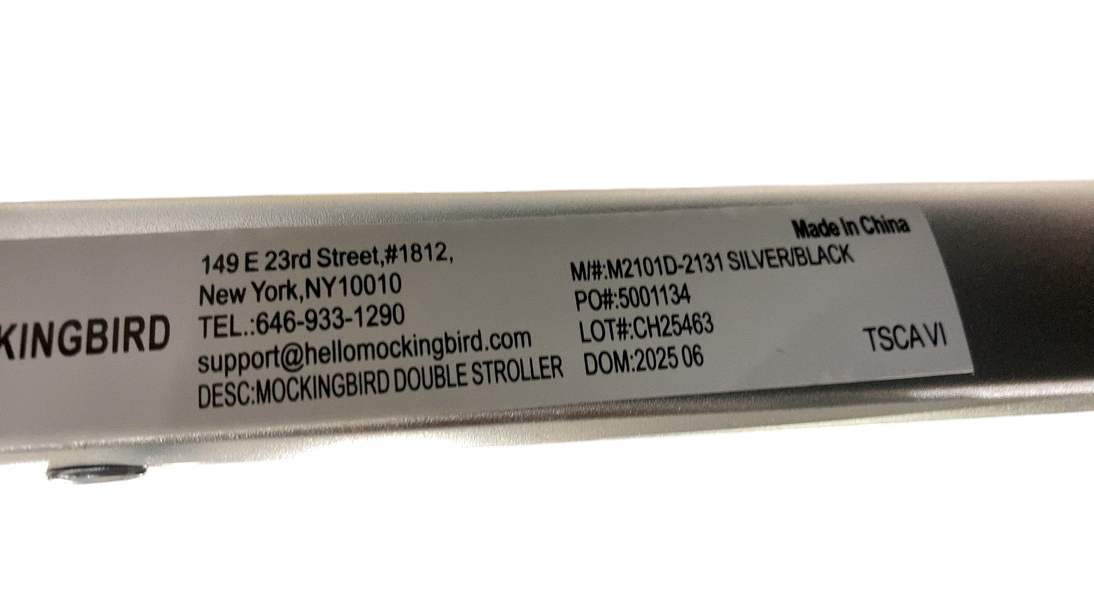 KINGBIRD
149 E 23rd Street,#1812,
New York,NY10010
TEL.:646-933-1290
support@hellomockingbird.com
DESC:MOCKINGBIRD DOUBLE STROLLER
Made In China
M/#:M2101D-2131 SILVER/BLACK
PO#:5001134
LOT#:CH25463
DOM:2025 06
TSCA VI